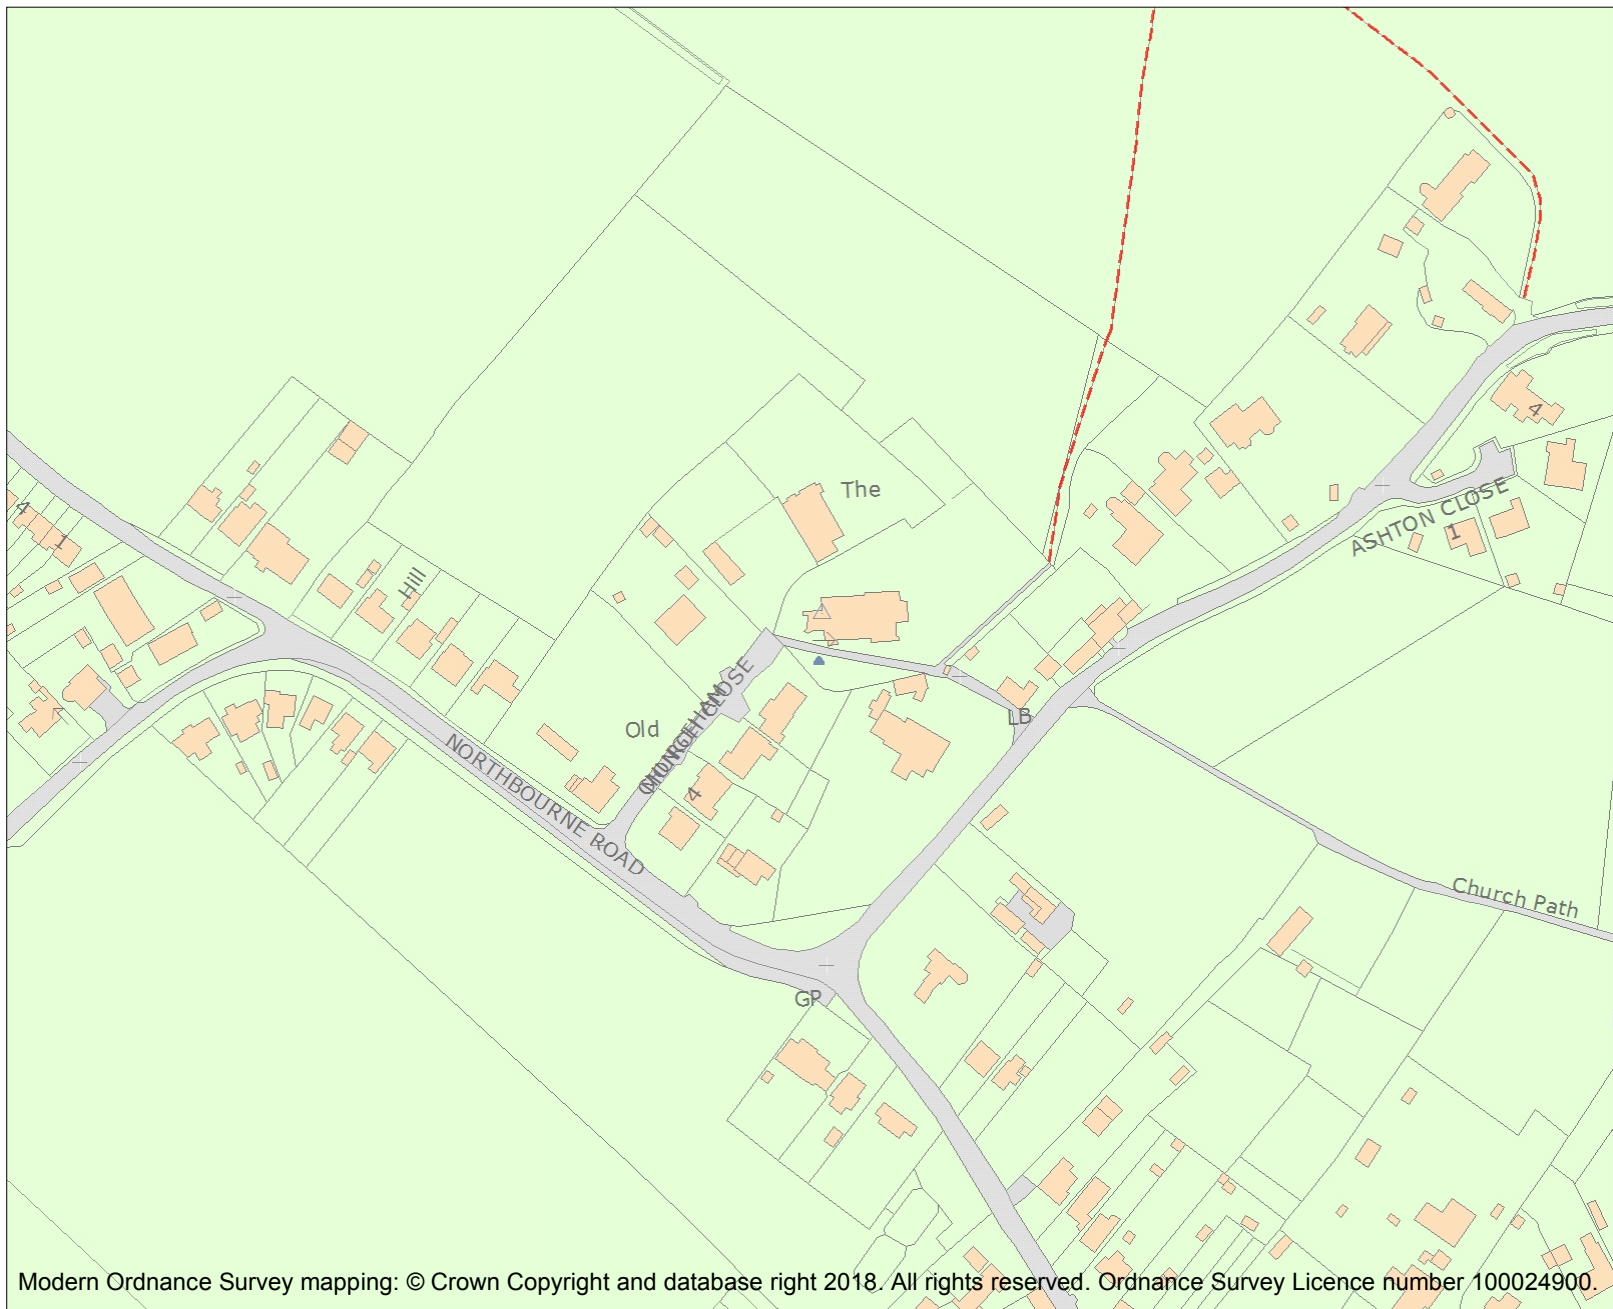 The
4
4
1
ASHTON CLOSE
1
Hill
Old
CLOSE
LB
NORTHBOURNE ROAD
4
Church Path
GP
Modern Ordnance Survey mapping: © Crown Copyright and database right 2018. All rights reserved. Ordnance Survey Licence number 100024900.